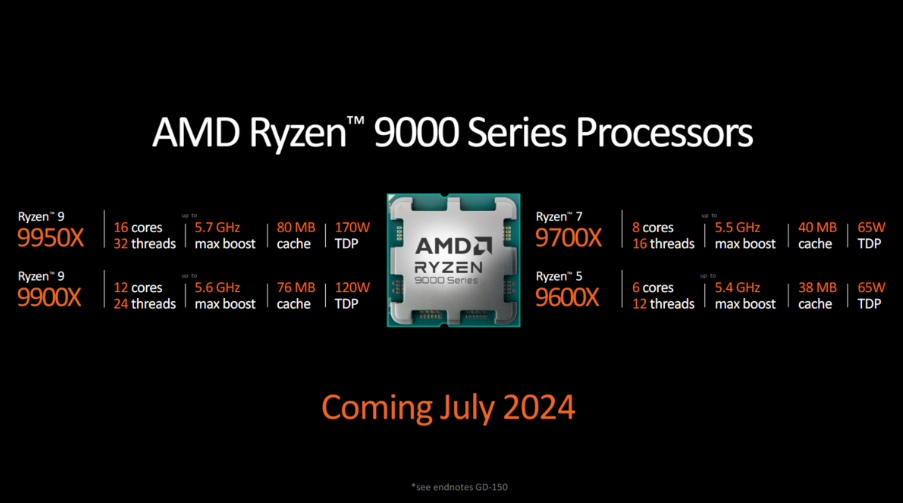 AMD Ryzen™ 9000 Series Processors
Ryzen™ 9
9950X
16 cores
32 threads
up to
5.7 GHz
max boost
80 MB
cache
170W
TDP
Ryzen™ 9
9900X
12 cores
24 threads
up to
5.6 GHz
max boost
76 MB
cache
120W
TDP
AMD
RYZEN
9000 Series
Ryzen™ 7
9700X
8 cores
16 threads
up to
5.5 GHz
max boost
40 MB
cache
65W
TDP
Ryzen™ 5
9600X
6 cores
12 threads
up to
5.4 GHz
max boost
38 MB
cache
65W
TDP
Coming July 2024
*see endnotes GD-150